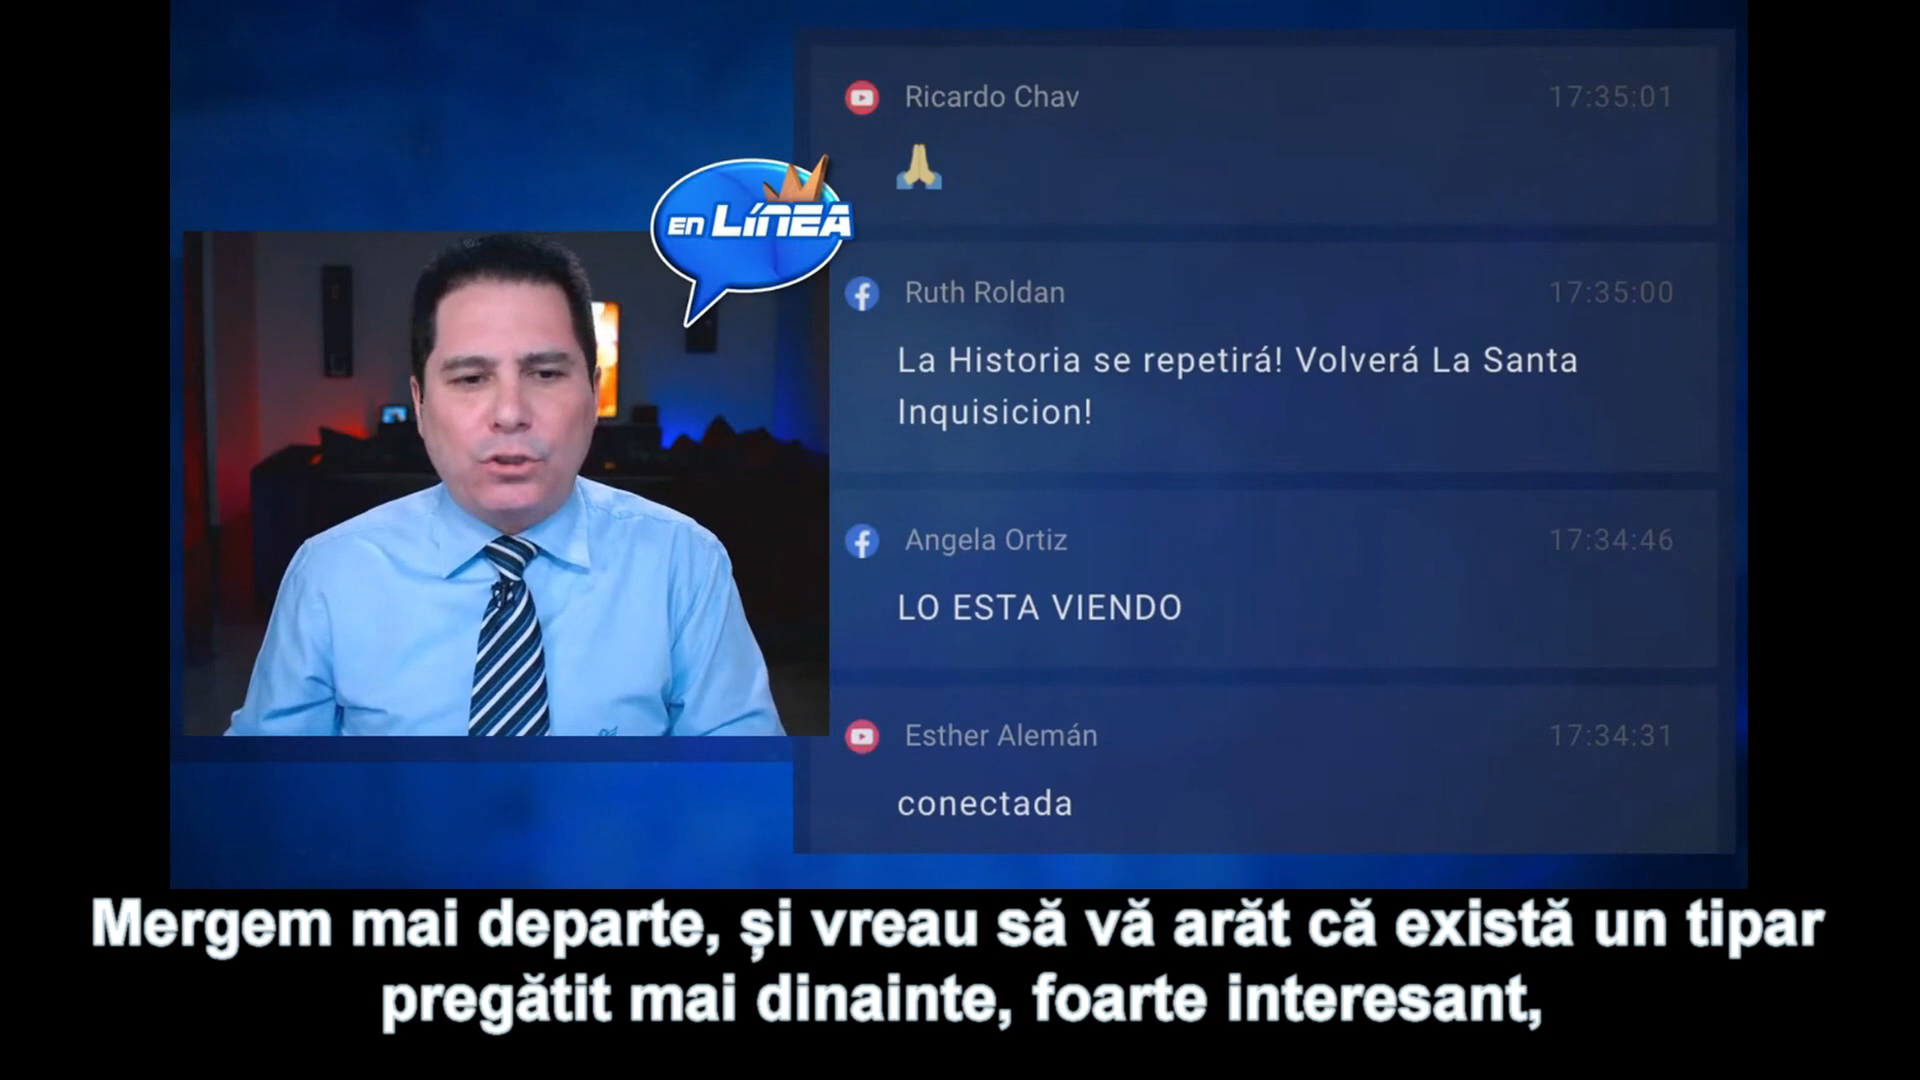 Ricardo Chav 17:35:01
🙏
EN LÍNEA
Ruth Roldan 17:35:00
La Historia se repetirá! Volverá La Santa
Inquisicion!
Angela Ortiz 17:34:46
LO ESTA VIENDO
Esther Alemán 17:34:31
conectada
Mergem mai departe, și vreau să vă arăt că există un tipar
pregătit mai dinainte, foarte interesant,